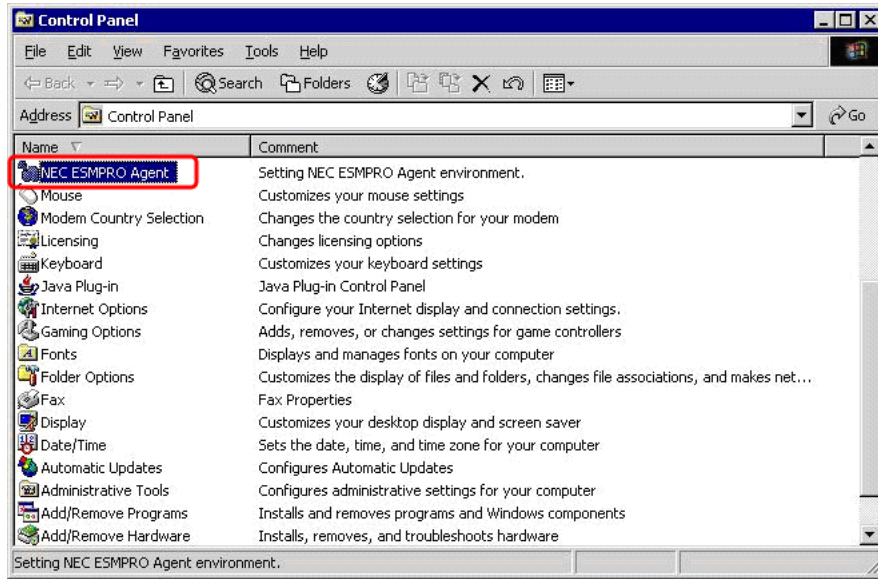 Control Panel
File Edit View Favorites Tools Help
Back Search Folders
Address Control Panel Go
Name Comment
NEC ESMPRO Agent Setting NEC ESMPRO Agent environment.
Mouse Customizes your mouse settings
Modem Country Selection Changes the country selection for your modem
Licensing Changes licensing options
Keyboard Customizes your keyboard settings
Java Plug-in Java Plug-in Control Panel
Internet Options Configure your Internet display and connection settings.
Gaming Options Adds, removes, or changes settings for game controllers
Fonts Displays and manages fonts on your computer
Folder Options Customizes the display of files and folders, changes file associations, and makes net...
Fax Fax Properties
Display Customizes your desktop display and screen saver
Date/Time Sets the date, time, and time zone for your computer
Automatic Updates Configures Automatic Updates
Administrative Tools Configures administrative settings for your computer
Add/Remove Programs Installs and removes programs and Windows components
Add/Remove Hardware Installs, removes, and troubleshoots hardware
Setting NEC ESMPRO Agent environment.